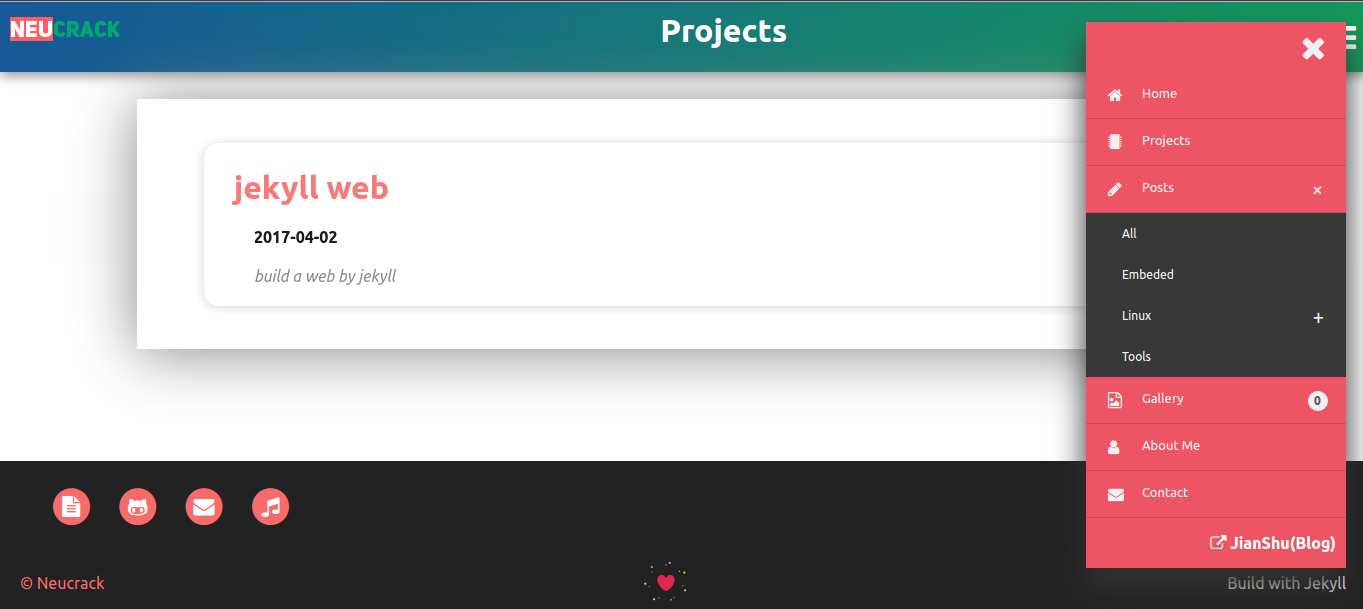 NEUCRACK
Projects
Home
Projects
Posts ×
All
Embeded
Linux +
Tools
Gallery 0
About Me
Contact
JianShu(Blog)
jekyll web
2017-04-02
build a web by jekyll
© Neucrack
Build with Jekyll